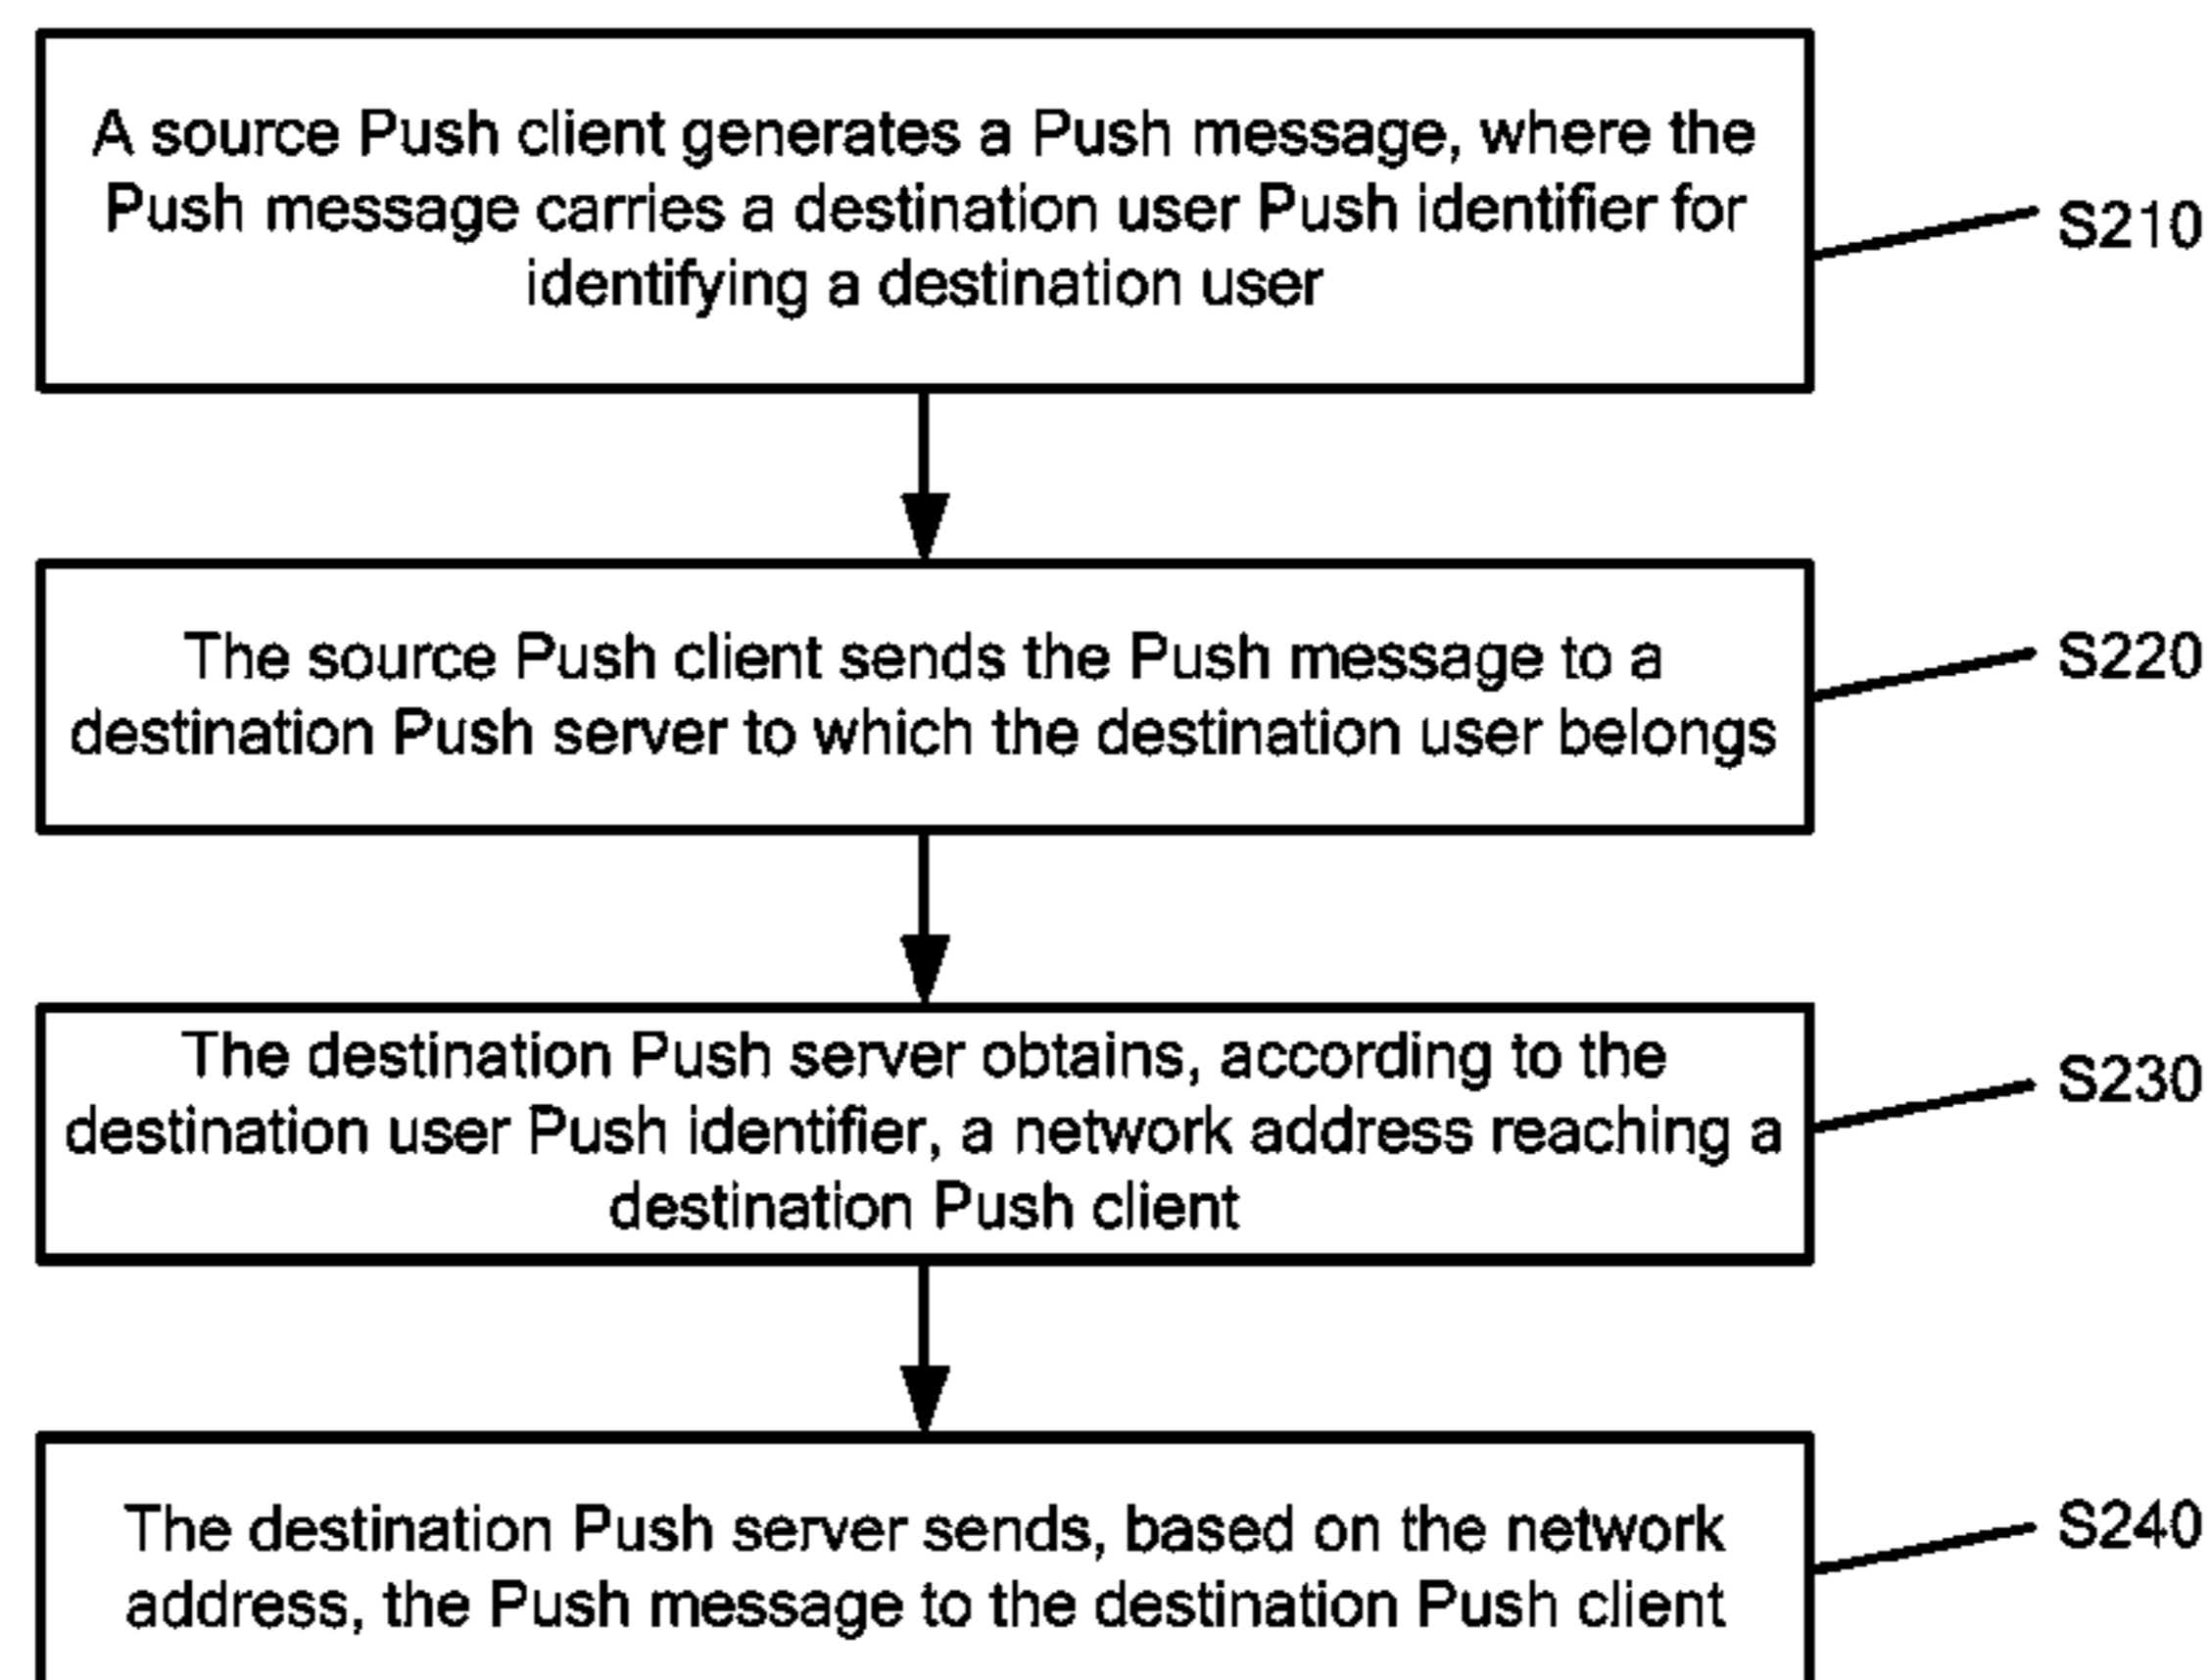 A source Push client generates a Push message, where the
Push message carries a destination user Push identifier for
identifying a destination user
S210
The source Push client sends the Push message to a
destination Push server to which the destination user belongs
S220
The destination Push server obtains, according to the
destination user Push identifier, a network address reaching a
destination Push client
S230
The destination Push server sends, based on the network
address, the Push message to the destination Push client
S240